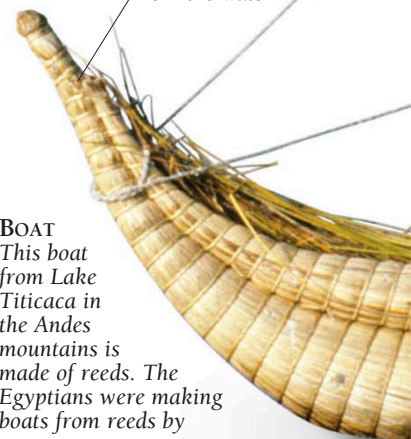 BOAT
This boat
from Lake
Titicaca in
the Andes
mountains is
made of reeds. The
Egyptians were making
boats from reeds by